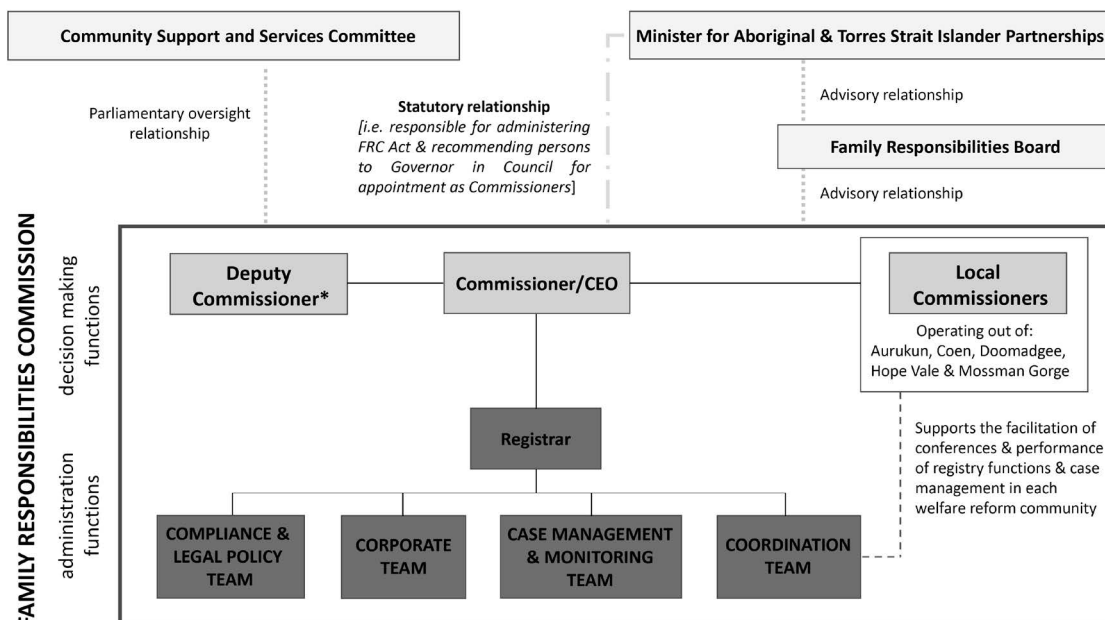 Community Support and Services Committee
Minister for Aboriginal & Torres Strait Islander Partnerships
Parliamentary oversight
relationship
Statutory relationship
[i.e. responsible for administering
FRC Act & recommending persons
to Governor in Council for
appointment as Commissioners]
Advisory relationship
Family Responsibilities Board
Advisory relationship
FAMILY RESPONSIBILITIES COMMISSION
decision making
functions
Deputy
Commissioner*
Commissioner/CEO
Local
Commissioners
Operating out of:
Aurukun, Coen, Doomadgee,
Hope Vale & Mossman Gorge
Registrar
Supports the facilitation of
conferences & performance
of registry functions & case
management in each
welfare reform community
administration
functions
COMPLIANCE &
LEGAL POLICY
TEAM
CORPORATE
TEAM
CASE MANAGEMENT
& MONITORING
TEAM
COORDINATION
TEAM